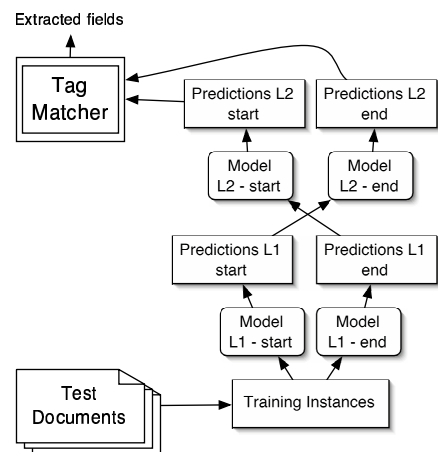 Extracted fields
Tag
Matcher
Predictions L2
start
Predictions L2
end
Model
L2 - start
Model
L2 - end
Predictions L1
start
Predictions L1
end
Model
L1 - start
Model
L1 - end
Test
Documents
Training Instances